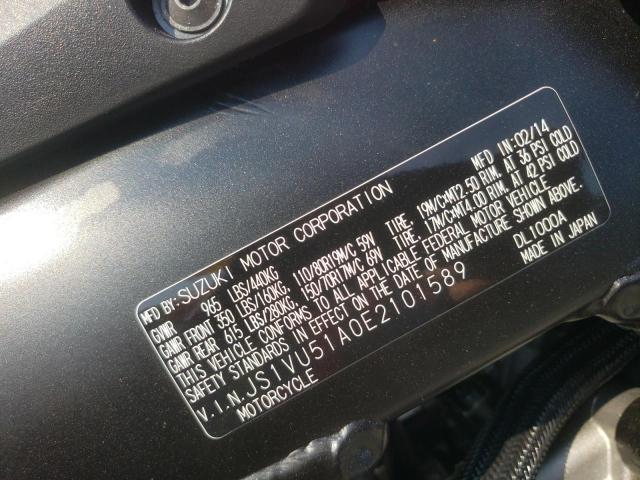 MFD BY:SUZUKI MOTOR CORPORATION MFD IN:02/14
GVWR 965 LBS/440KG
GAWR FRONT 350 LBS/160KG. 110/80R19M/C 59V TIRE. 19M/C×MT2.50 RIM. AT 36 PSI COLD
GAWR REAR 615 LBS/280KG 150/70R17M/C 69V TIRE. 17M/C×MT4.00 RIM. AT 42 PSI COLD
THIS VEHICLE CONFORMS TO ALL APPLICABLE FEDERAL MOTOR VEHICLE
SAFETY STANDARDS IN EFFECT ON THE DATE OF MANUFACTURE SHOWN ABOVE.
V.I.N.JS1VU51A0E2101589 DL1000A
MOTORCYCLE MADE IN JAPAN